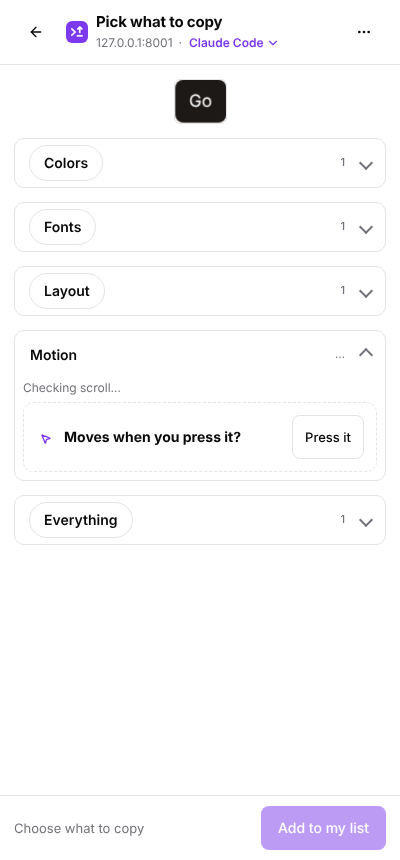 Pick what to copy
127.0.0.1:8001 · Claude Code
Go
Colors 1
Fonts 1
Layout 1
Motion ...
Checking scroll...
Moves when you press it? Press it
Everything 1
Choose what to copy Add to my list